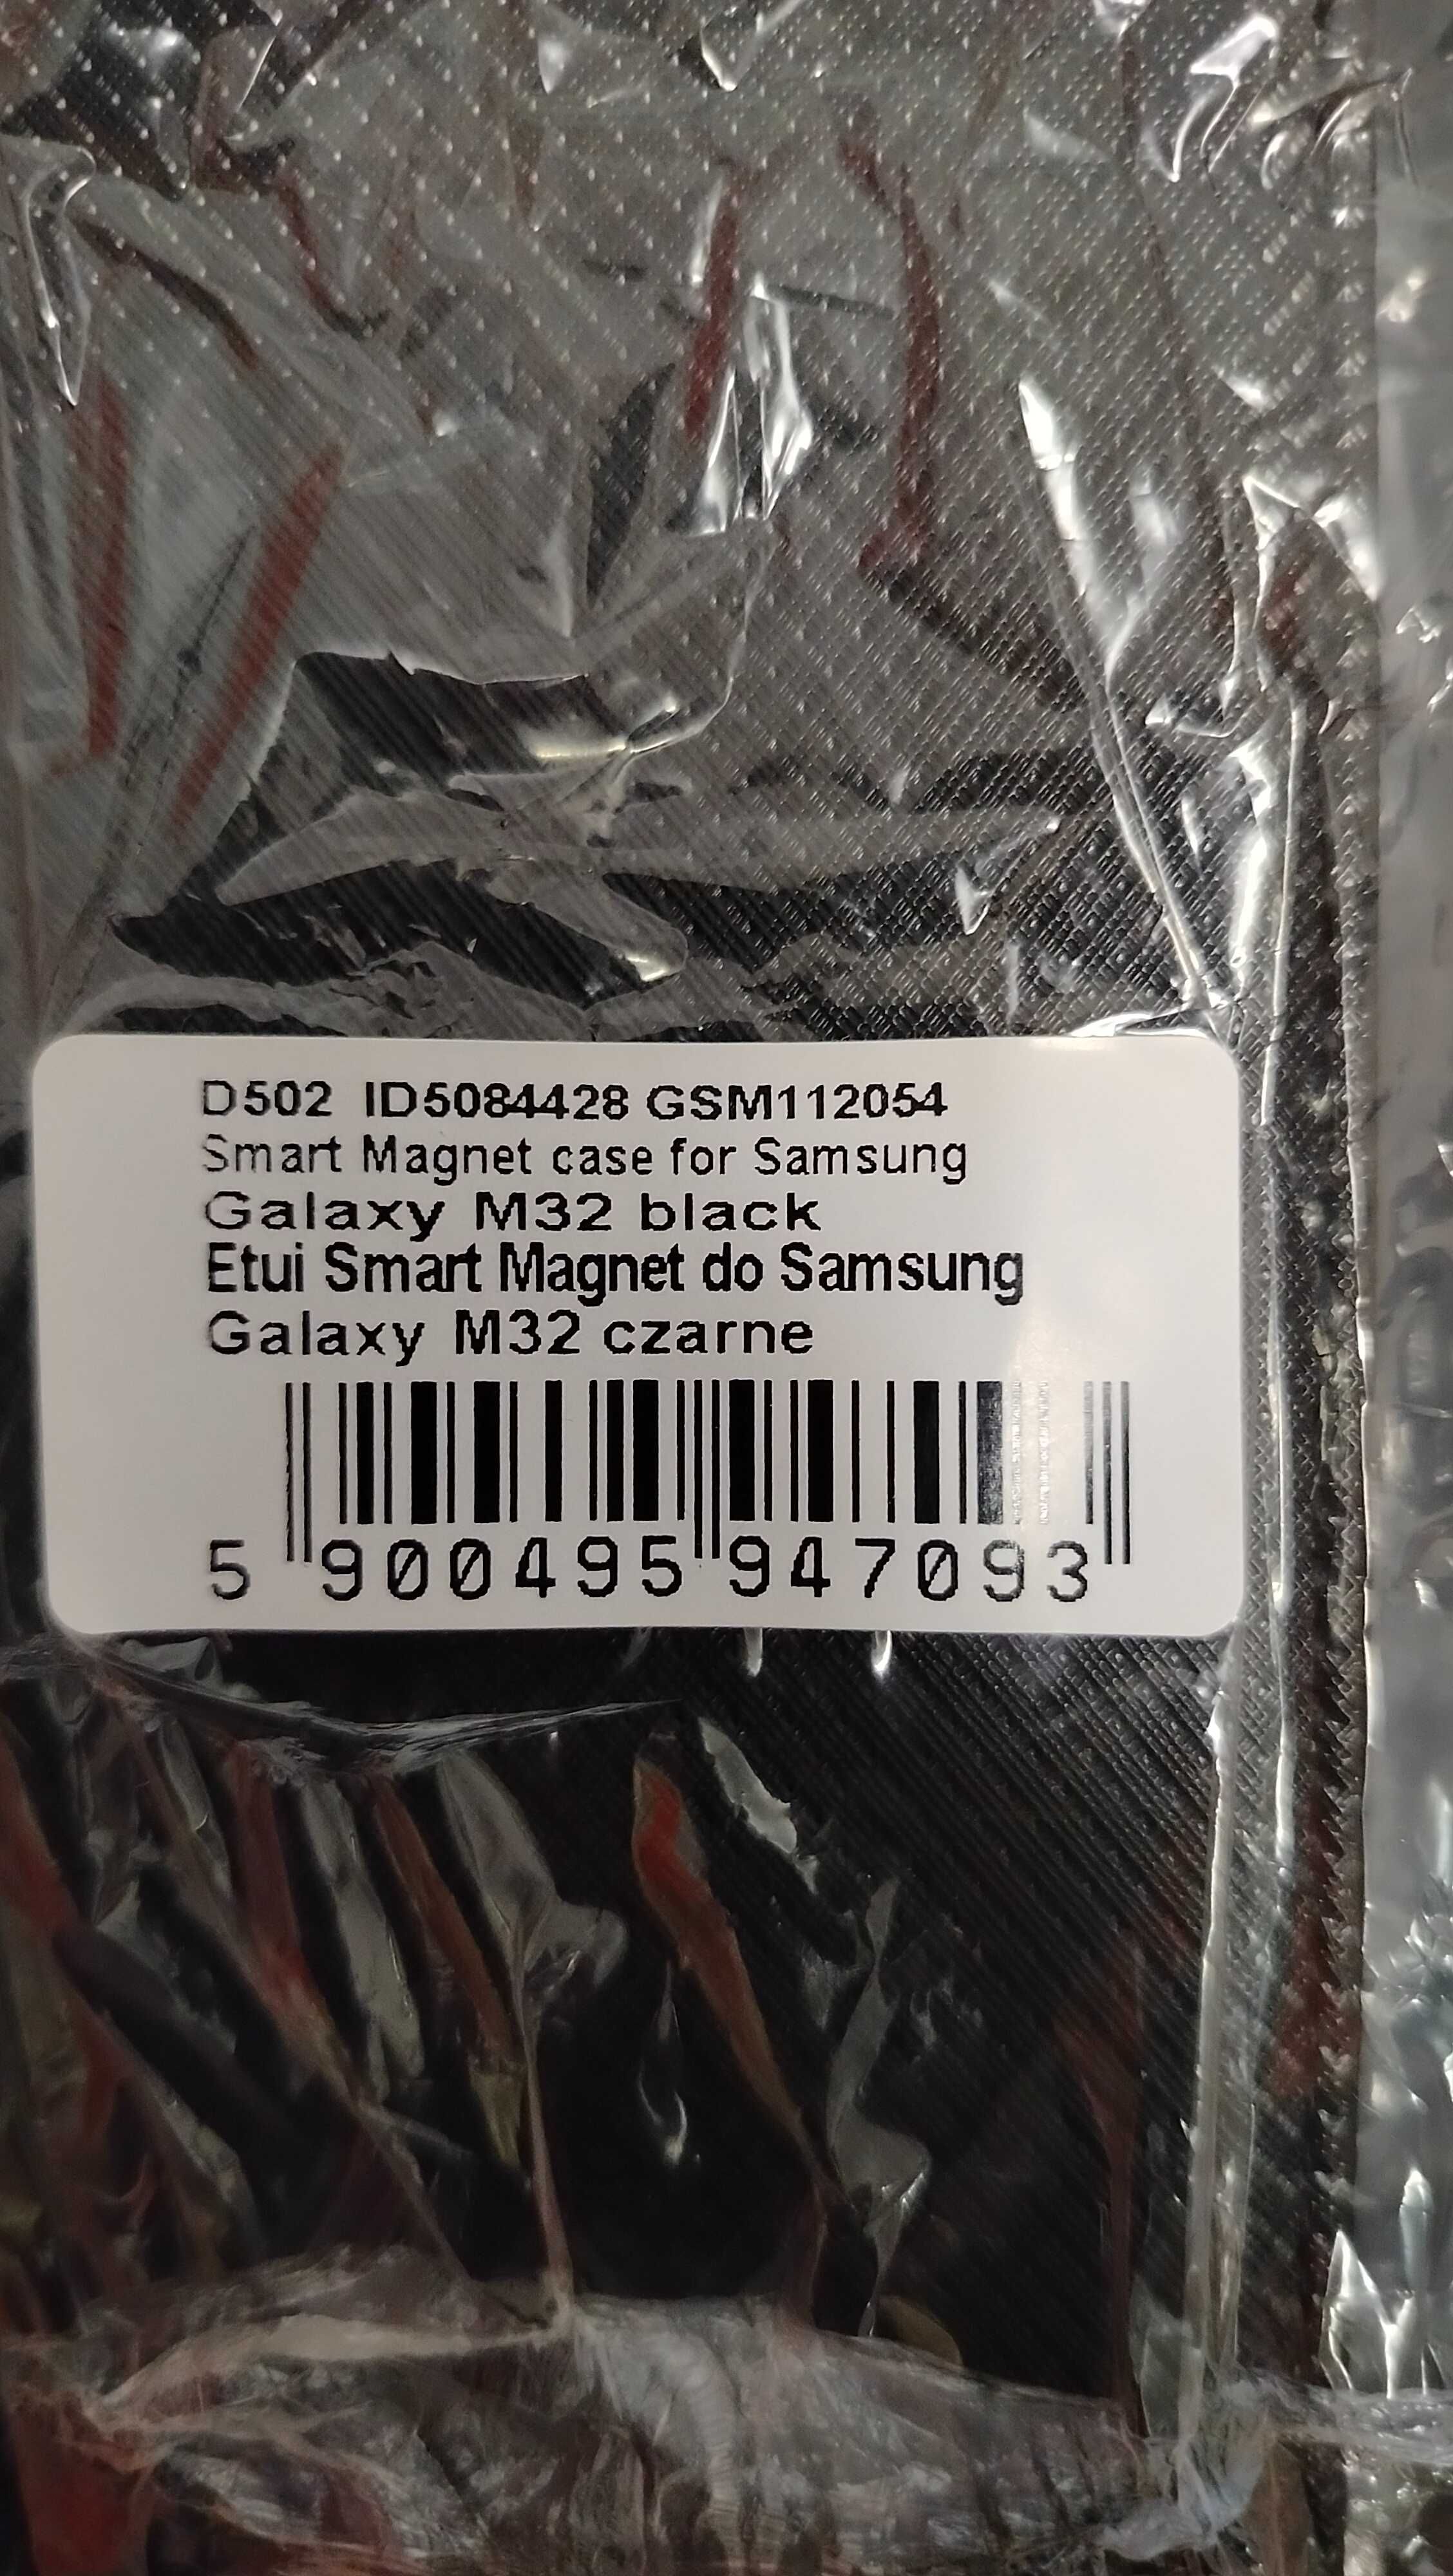 D502 ID5084428 GSM112054
Smart Magnet case for Samsung
Galaxy M32 black
Etui Smart Magnet do Samsung
Galaxy M32 czarne
5 900495 947093